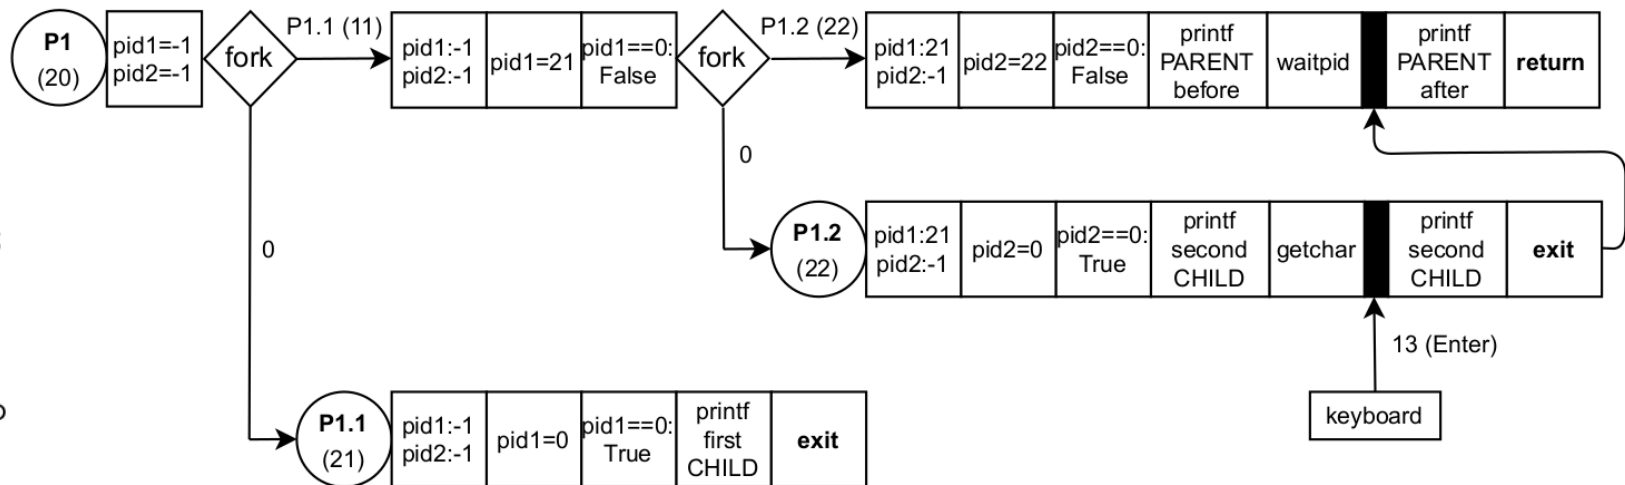 P1
(20)
pid1=-1
pid2=-1
fork
P1.1 (11)
pid1:-1
pid2:-1
pid1=21
pid1==0:
False
fork
P1.2 (22)
pid1:21
pid2:-1
pid2=22
pid2==0:
False
printf
PARENT
before
waitpid
printf
PARENT
after
return
0
0
P1.2
(22)
pid1:21
pid2:-1
pid2=0
pid2==0:
True
printf
second
CHILD
getchar
printf
second
CHILD
exit
13 (Enter)
keyboard
P1.1
(21)
pid1:-1
pid2:-1
pid1=0
pid1==0:
True
printf
first
CHILD
exit